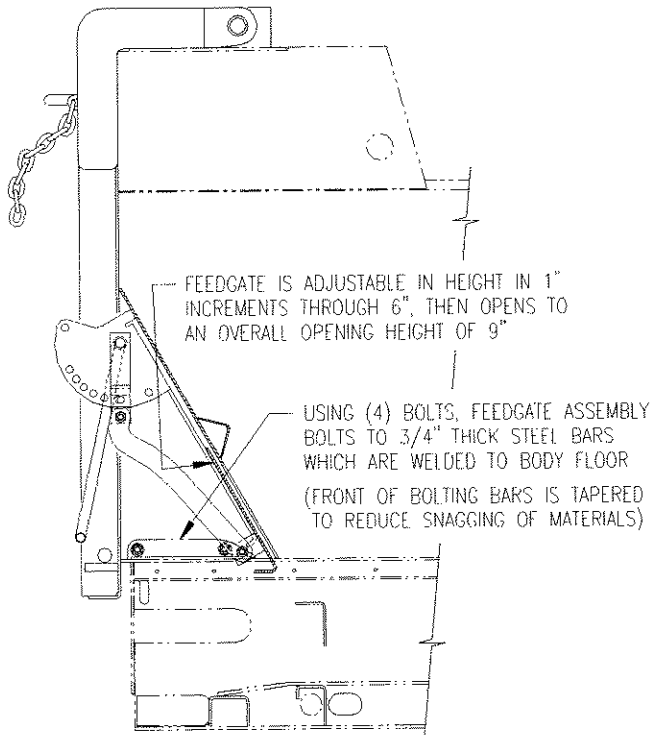 FEEDGATE IS ADJUSTABLE IN HEIGHT IN 1"
INCREMENTS THROUGH 6", THEN OPENS TO
AN OVERALL OPENING HEIGHT OF 9"
USING (4) BOLTS, FEEDGATE ASSEMBLY
BOLTS TO 3/4" THICK STEEL BARS
WHICH ARE WELDED TO BODY FLOOR
(FRONT OF BOLTING BARS IS TAPERED
TO REDUCE SNAGGING OF MATERIALS)